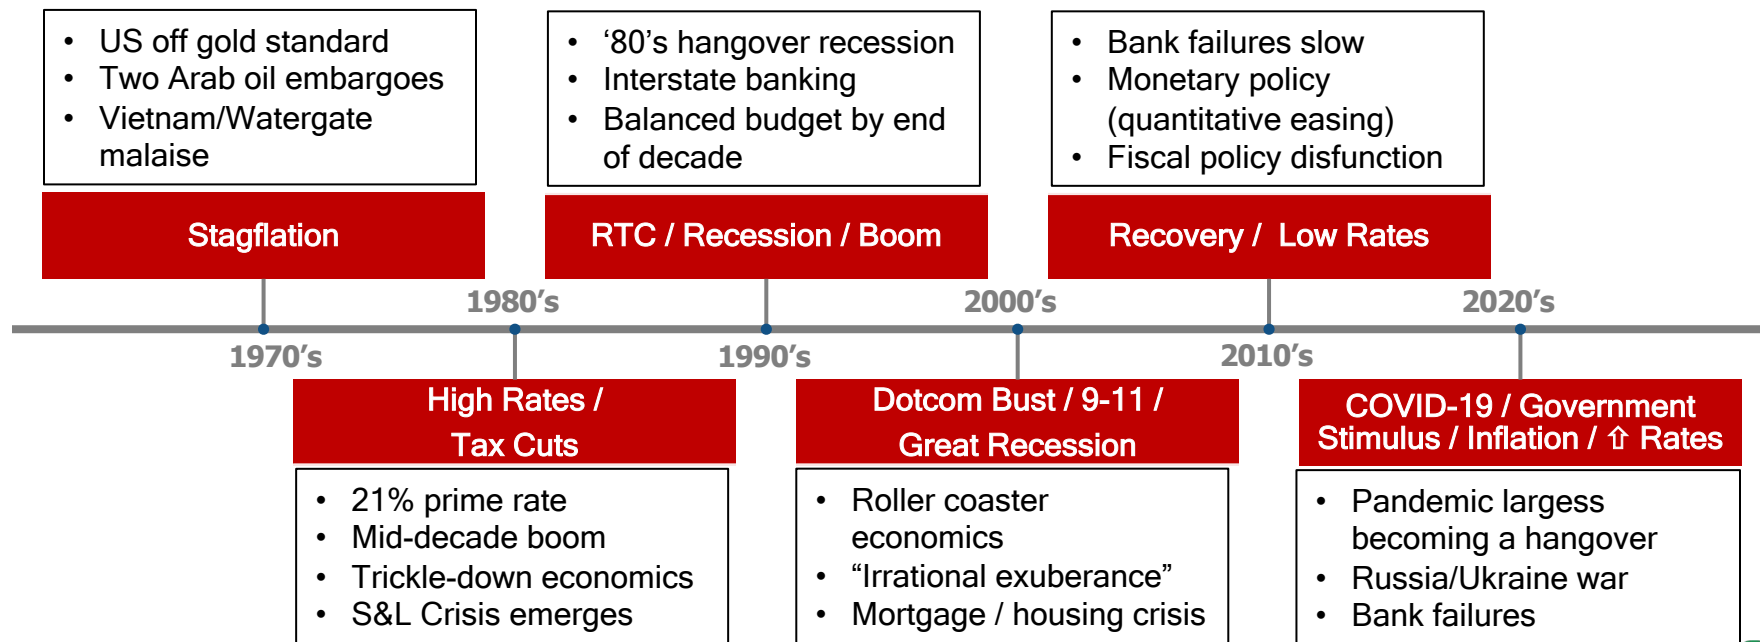 • US off gold standard
• Two Arab oil embargoes
• Vietnam/Watergate
malaise
Stagflation
• ‘80’s hangover recession
• Interstate banking
• Balanced budget by end
of decade
RTC / Recession / Boom
• Bank failures slow
• Monetary policy
(quantitative easing)
• Fiscal policy disfunction
Recovery / Low Rates
1980’s
2000’s
2020’s
1970’s
1990’s
2010’s
High Rates /
Tax Cuts
• 21% prime rate
• Mid-decade boom
• Trickle-down economics
• S&L Crisis emerges
Dotcom Bust / 9-11 /
Great Recession
• Roller coaster
economics
• “Irrational exuberance”
• Mortgage / housing crisis
COVID-19 / Government
Stimulus / Inflation / ⇧ Rates
• Pandemic largess
becoming a hangover
• Russia/Ukraine war
• Bank failures